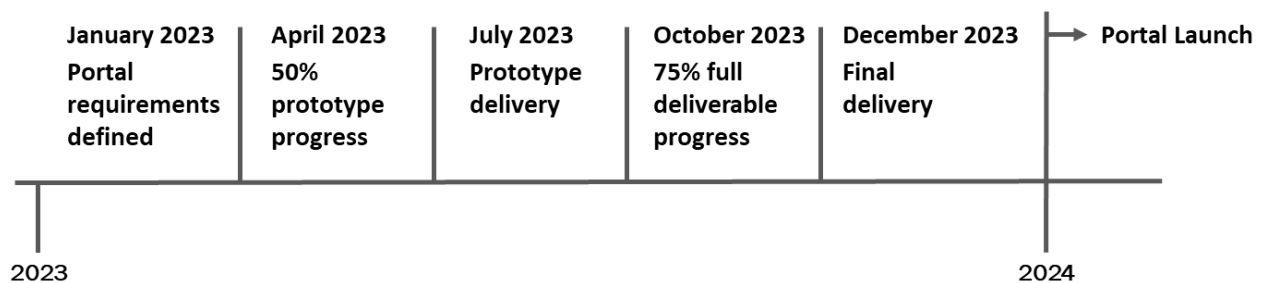 January 2023
Portal
requirements
defined
April 2023
50%
prototype
progress
July 2023
Prototype
delivery
October 2023
75% full
deliverable
progress
December 2023
Final
delivery
Portal Launch
2023
2024